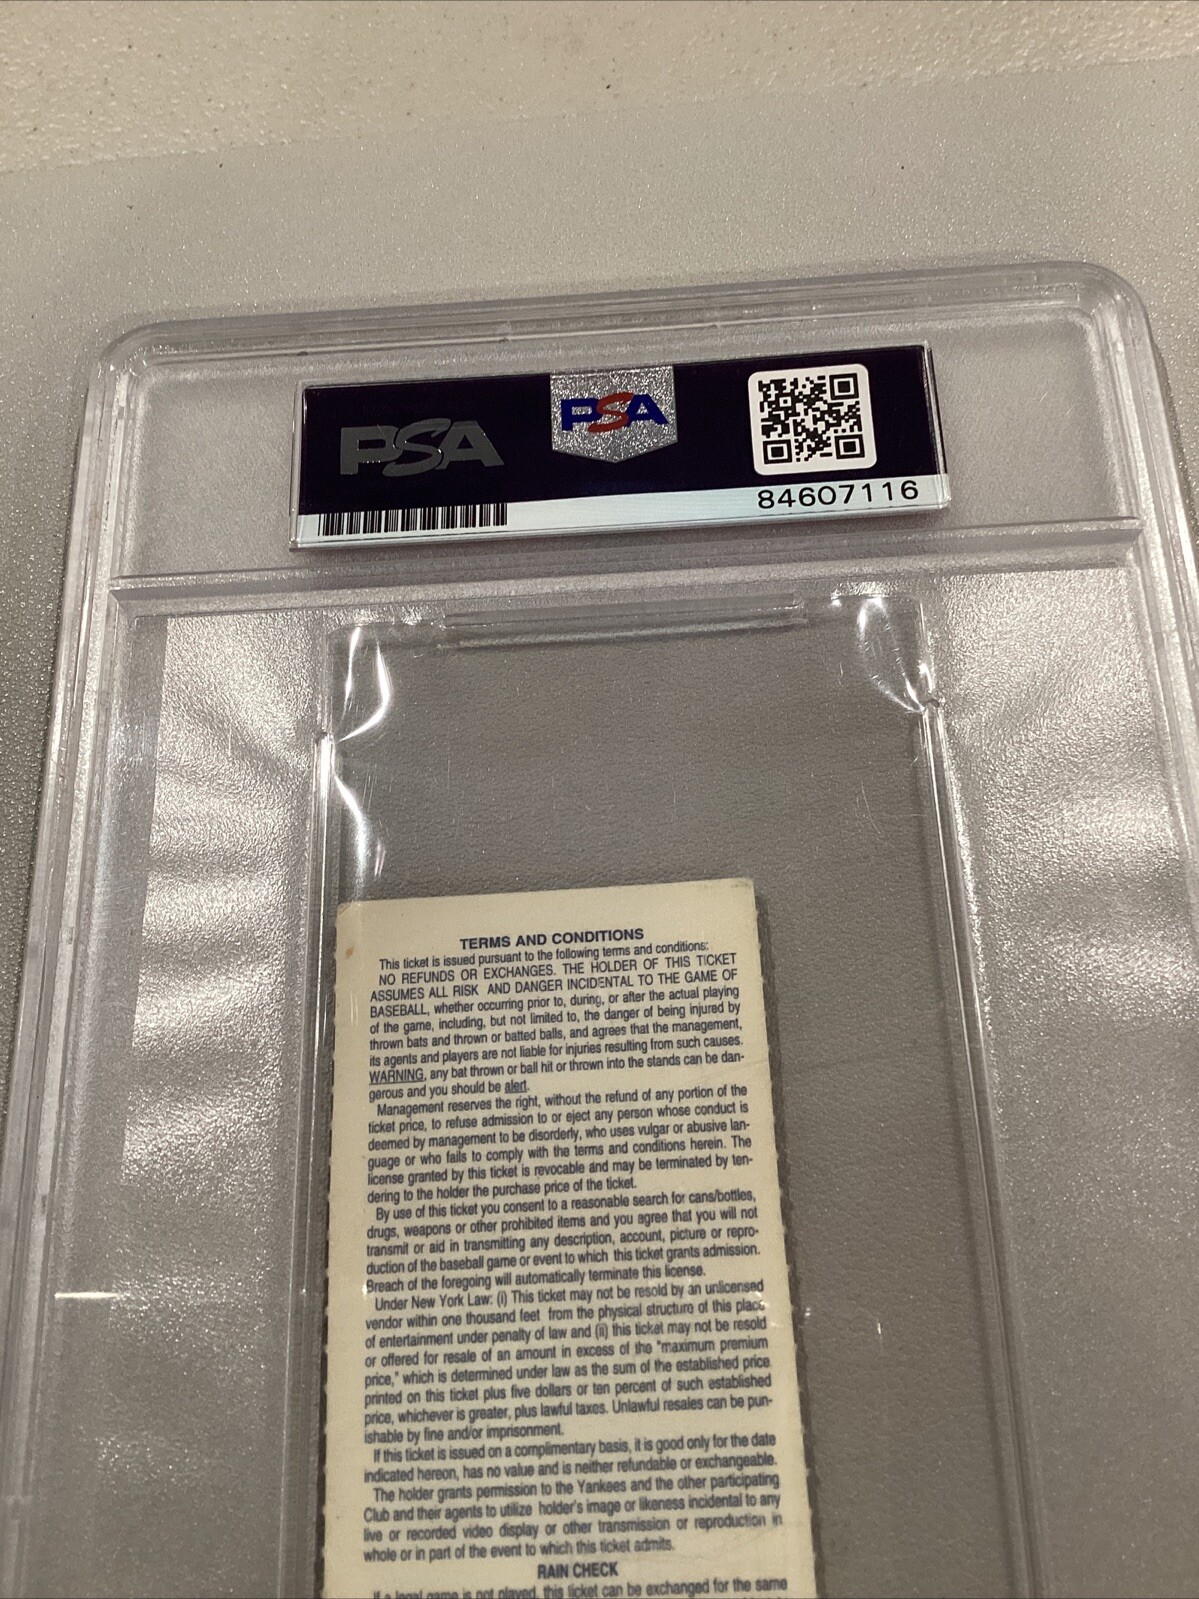 PSA
PSA
84607116
TERMS AND CONDITIONS
This ticket is issued pursuant to the following terms and conditions:
NO REFUNDS OR EXCHANGES. THE HOLDER OF THIS TICKET
ASSUMES ALL RISK AND DANGER INCIDENTAL TO THE GAME OF
BASEBALL, whether occurring prior to, during, or after the actual playing
of the game, including, but not limited to, the danger of being injured by
thrown bats and thrown or batted balls, and agrees that the management,
its agents and players are not liable for injuries resulting from such causes.
WARNING, any bat thrown or ball hit or thrown into the stands can be dan-
gerous and you should be alert.
Management reserves the right, without the refund of any portion of the
ticket price, to refuse admission to or eject any person whose conduct is
deemed by management to be disorderly, who uses vulgar or abusive lan-
guage or who fails to comply with the terms and conditions herein. The
license granted by this ticket is revocable and may be terminated by ten-
dering to the holder the purchase price of the ticket.
By use of this ticket you consent to a reasonable search for cans/bottles,
drugs, weapons or other prohibited items and you agree that you will not
transmit or aid in transmitting any description, account, picture or repro-
duction of the baseball game or event to which this ticket grants admission.
Breach of the foregoing will automatically terminate this license.
Under New York Law: (i) This ticket may not be resold by an unlicensed
vendor within one thousand feet from the physical structure of this place
of entertainment under penalty of law and (ii) this ticket may not be resold
or offered for resale of an amount in excess of the "maximum premium
price," which is determined under law as the sum of the established price
printed on this ticket plus five dollars or ten percent of such established
price, whichever is greater, plus lawful taxes. Unlawful resales can be pun-
ishable by fine and/or imprisonment.
If this ticket is issued on a complimentary basis, it is good only for the date
indicated hereon, has no value and is neither refundable or exchangeable.
The holder grants permission to the Yankees and the other participating
Club and their agents to utilize holder's image or likeness incidental to any
live or recorded video display or other transmission or reproduction in
whole or in part of the event to which this ticket admits.
RAIN CHECK
If a legal game is not played, this ticket can be exchanged for the same